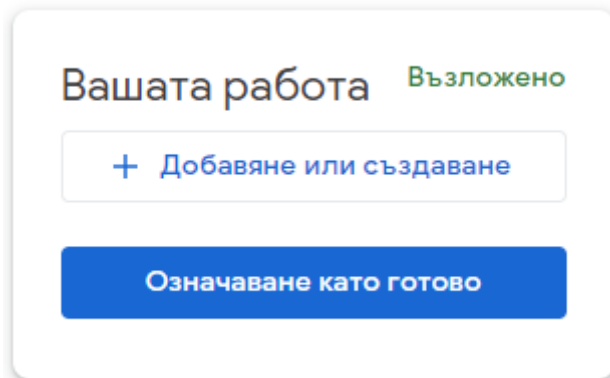 Вашата работа Възложено
+ Добавяне или създаване
Означаване като готово